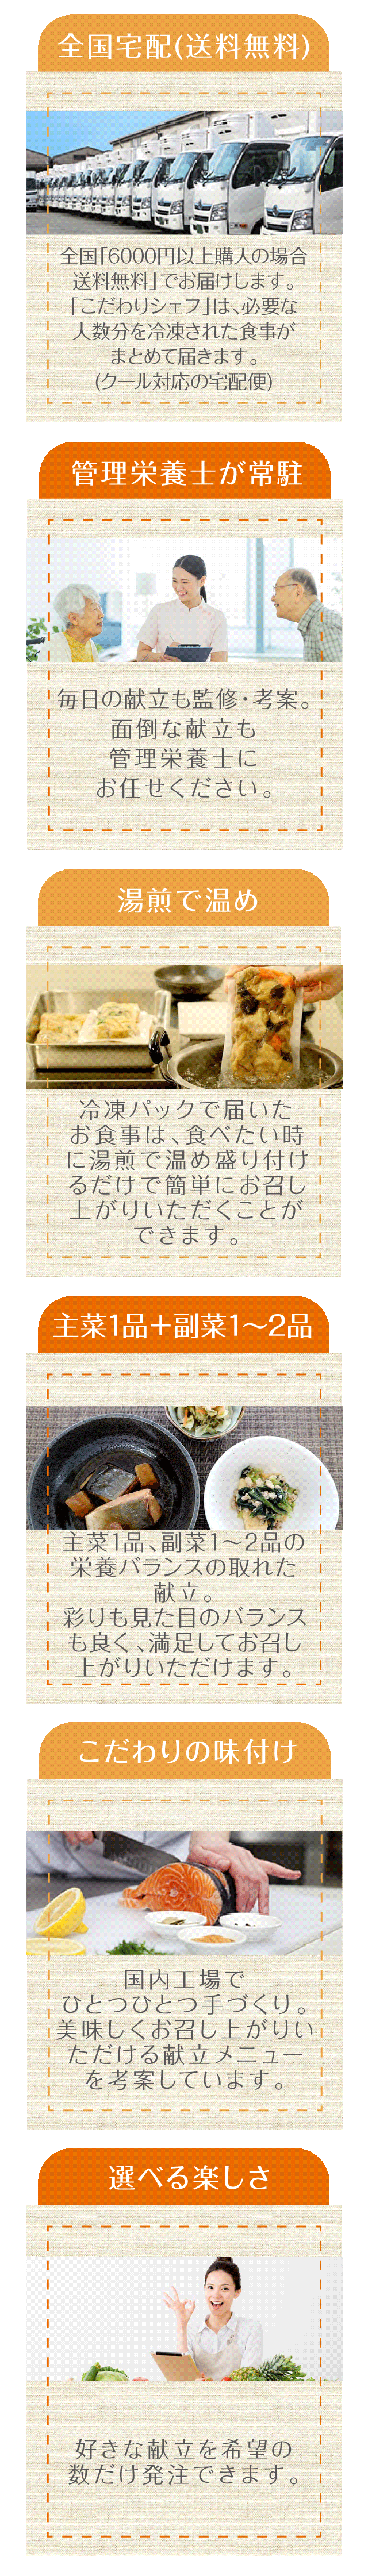 全国宅配(送料無料)
全国「6000円以上購入の場合
送料無料」でお届けします。
「こだわりシェフ」は、必要な
人数分を冷凍された食事が
まとめて届きます。
(クール対応の宅配便)
管理栄養士が常駐
毎日の献立も監修・考案。
面倒な献立も
管理栄養士に
お任せください。
湯煎で温め
冷凍パックで届いた
お食事は、食べたい時
に湯煎で温め盛り付け
るだけで簡単にお召し
上がりいただくことが
できます。
主菜1品+副菜1〜2品
主菜1品、副菜1〜2品の
栄養バランスの取れた
献立。
彩りも見た目のバランス
も良く、満足してお召し
上がりいただけます。
こだわりの味付け
国内工場で
ひとつひとつ手づくり。
美味しくお召し上がりい
ただける献立メニュー
を考案しています。
選べる楽しさ
好きな献立を希望の
数だけ発注できます。